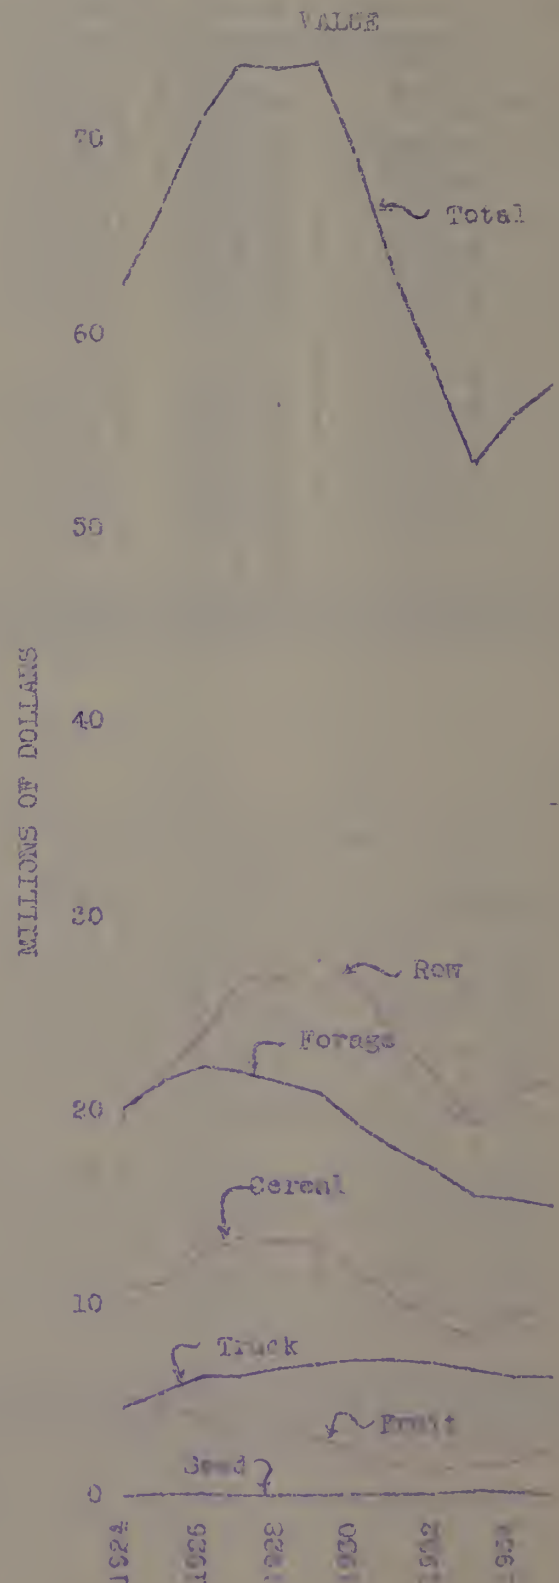 VALUE
70
Total
60
50
MILLIONS OF DOLLARS
40
30
Row
Forage
20
Cereal
10
Truck
Fruit
Seed
0
1924
1926
1928
1930
1932
1934